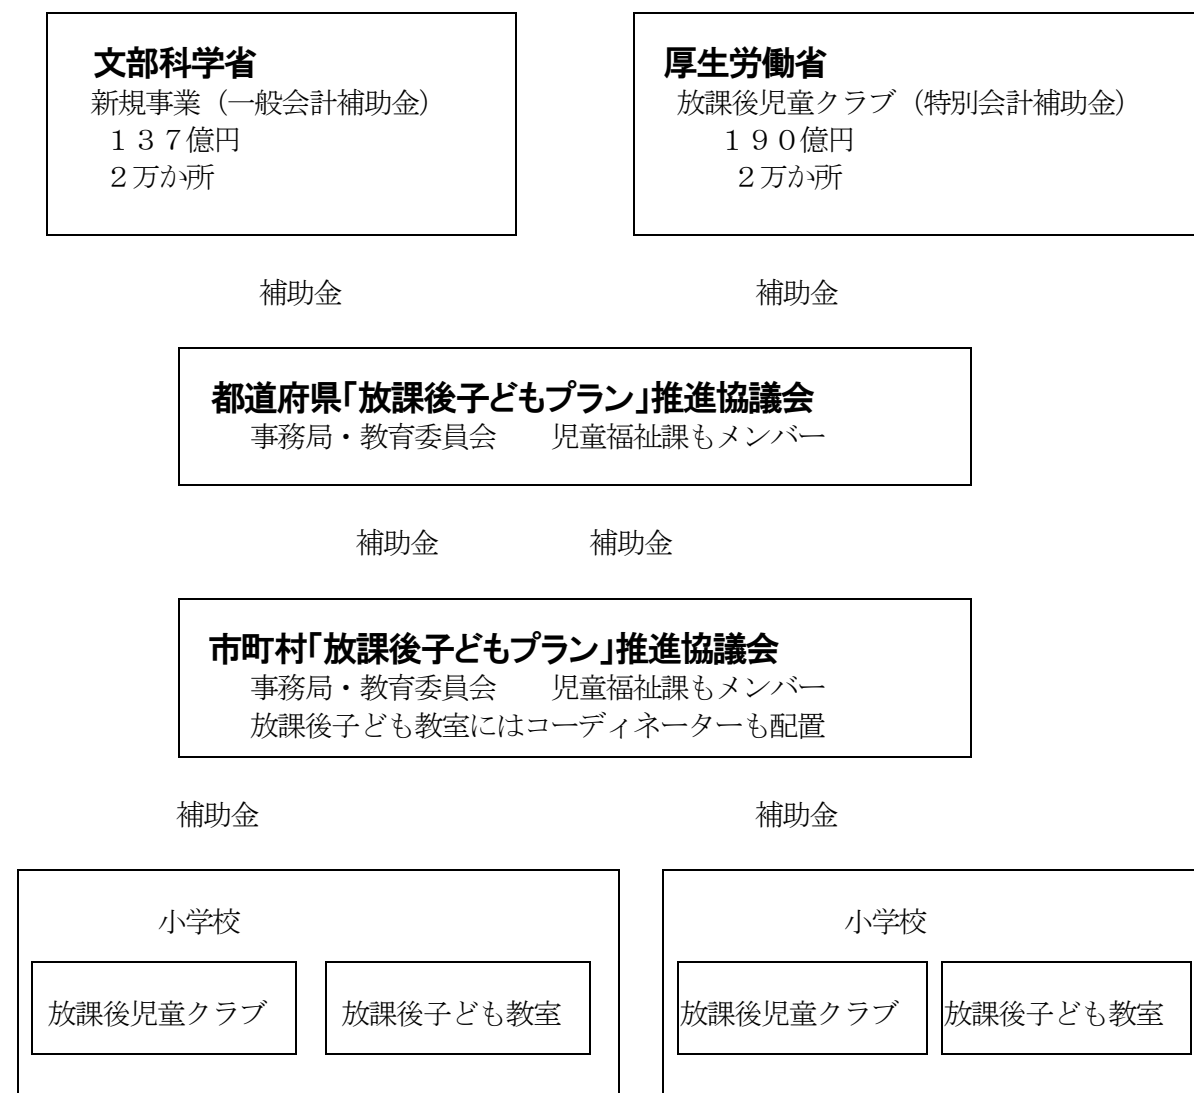 文部科学省
新規事業（一般会計補助金）
１３７億円
２万か所
厚生労働省
放課後児童クラブ（特別会計補助金）
１９０億円
２万か所
補助金
補助金
都道府県「放課後子どもプラン」推進協議会
事務局・教育委員会　　児童福祉課もメンバー
補助金
補助金
市町村「放課後子どもプラン」推進協議会
事務局・教育委員会　　児童福祉課もメンバー
放課後子ども教室にはコーディネーターも配置
補助金
補助金
小学校
放課後児童クラブ
放課後子ども教室
小学校
放課後児童クラブ
放課後子ども教室